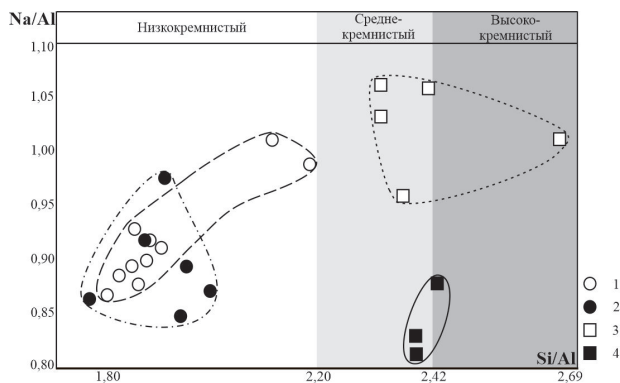 Na/Al
Низкокремнистый
Средне-
кремнистый
Высоко-
кремнистый
1,10
1,05
1,00
0,95
0,90
0,85
0,80
1
2
3
4
Si/Al
1,80
2,20
2,42
2,69